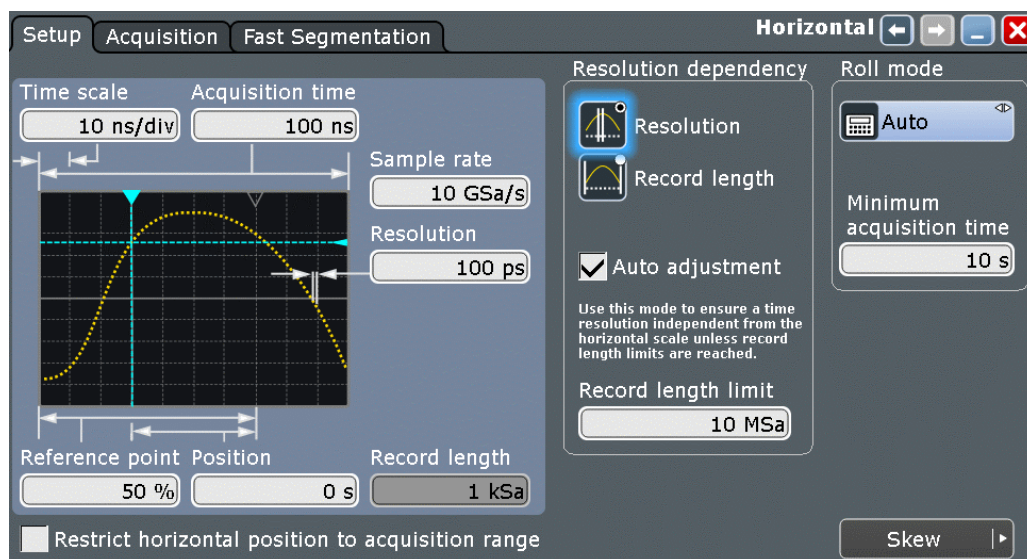 Setup
Acquisition
Fast Segmentation
Horizontal
Time scale
10 ns/div
Acquisition time
100 ns
Sample rate
10 GSa/s
Resolution
100 ps
Reference point
50 %
Position
0 s
Record length
1 kSa
Restrict horizontal position to acquisition range
Resolution dependency
Resolution
Record length
Auto adjustment
Use this mode to ensure a time
resolution independent from the
horizontal scale unless record
length limits are reached.
Record length limit
10 MSa
Roll mode
Auto
Minimum
acquisition time
10 s
Skew